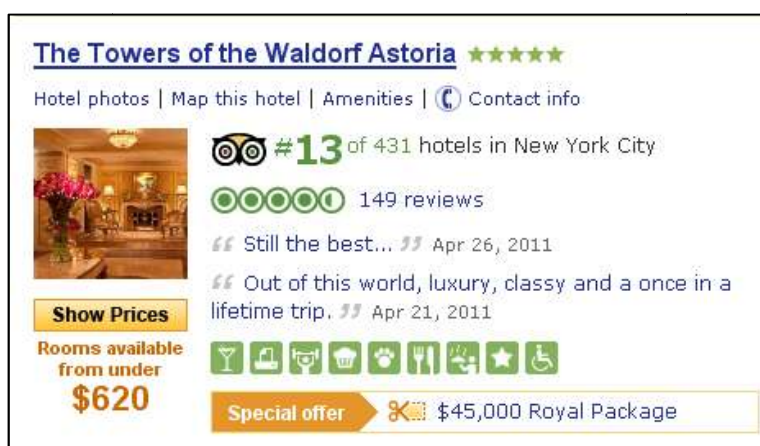 The Towers of the Waldorf Astoria
Hotel photos | Map this hotel | Amenities | Contact info
#13 of 431 hotels in New York City
149 reviews
“ Still the best... ” Apr 26, 2011
“ Out of this world, luxury, classy and a once in a
lifetime trip. ” Apr 21, 2011
Show Prices
Rooms available
from under
$620
Special offer $45,000 Royal Package